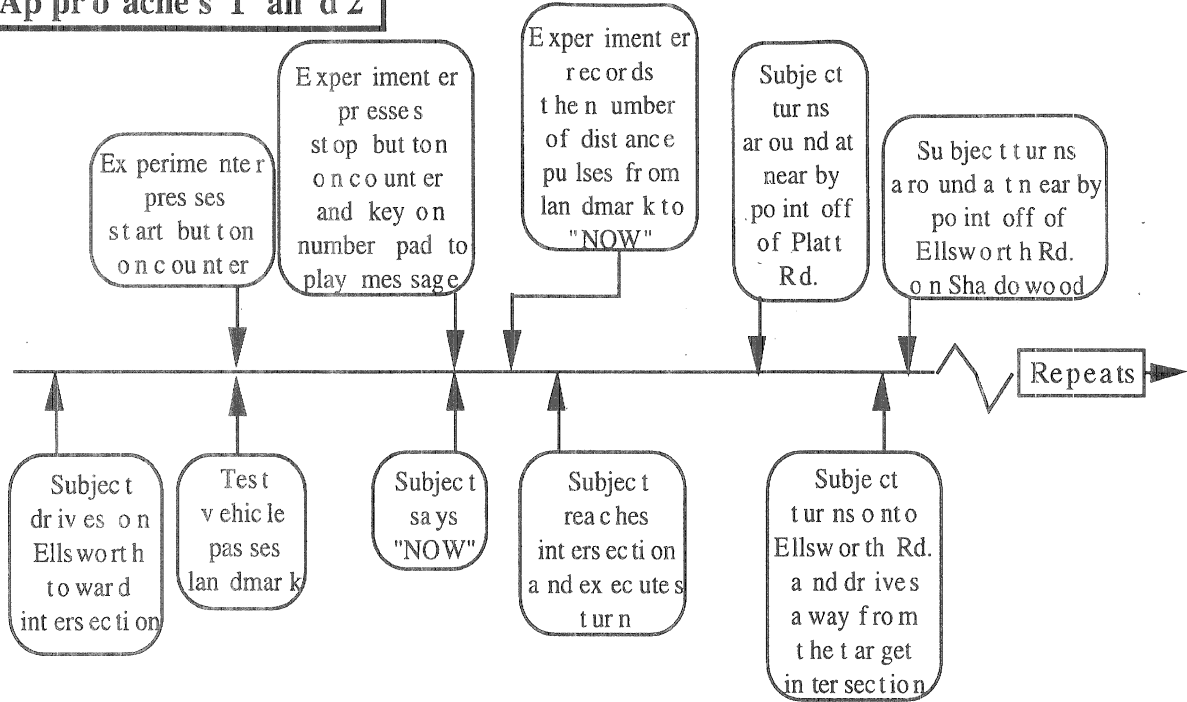 Approaches 1 and 2
Experimenter
presses
start button
on counter
Experimenter
presses
stop button
on counter
and key on
number pad to
play message
Experimenter
records
the number
of distance
pulses from
landmark to
"NOW"
Subject
turns
around at
near by
point off
of Platt
Rd.
Subject turns
around at near by
point off of
Ellsworth Rd.
on Shadowood
Repeats
Subject
drives on
Ellsworth
toward
intersection
Test
vehicle
passes
landmark
Subject
says
"NOW"
Subject
reaches
intersection
and executes
turn
Subject
turns onto
Ellsworth Rd.
and drives
away from
the target
intersection